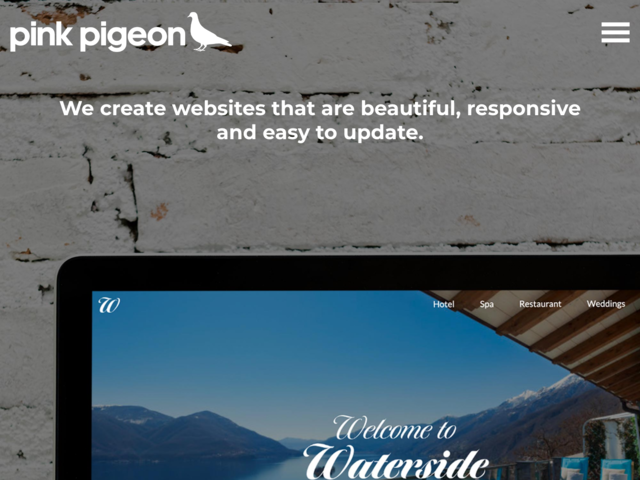 pink pigeon
We create websites that are beautiful, responsive
and easy to update.
W
Hotel Spa Restaurant Weddings
Welcome to
Waterside